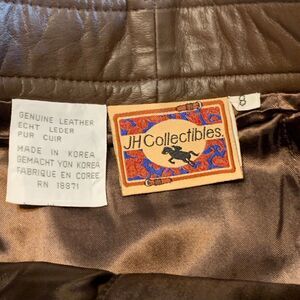 GENUINE LEATHER
ECHT LEDER
PUR CUIR
MADE IN KOREA
GEMACHT VON KOREA
FABRIQUE EN COREE
RN 18871
JH Collectibles.
8